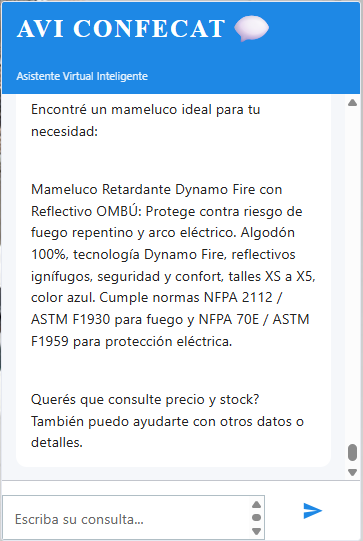 AVI CONFECAT
Asistente Virtual Inteligente
Encontré un mameluco ideal para tu
necesidad:
Mameluco Retardante Dynamo Fire con
Reflectivo OMBÚ: Protege contra riesgo de
fuego repentino y arco eléctrico. Algodón
100%, tecnología Dynamo Fire, reflectivos
ignífugos, seguridad y confort, talles XS a X5,
color azul. Cumple normas NFPA 2112 /
ASTM F1930 para fuego y NFPA 70E / ASTM
F1959 para protección eléctrica.
Querés que consulte precio y stock?
También puedo ayudarte con otros datos o
detalles.
Escriba su consulta...